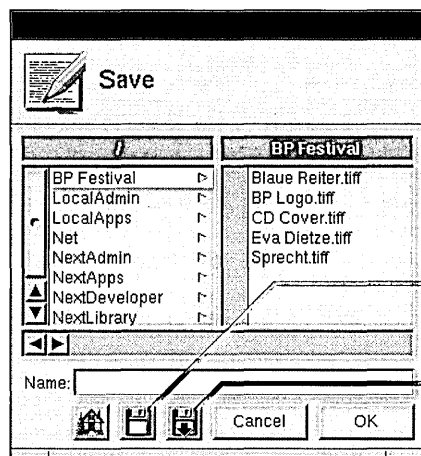 Save
/
BP Festival
BP Festival
LocalAdmin
LocalApps
Net
NextAdmin
NextApps
NextDeveloper
NextLibrary
Blaue Reiter.tiff
BP Logo.tiff
CD Cover.tiff
Eva Dietze.tiff
Sprecht.tiff
Name:
Cancel
OK